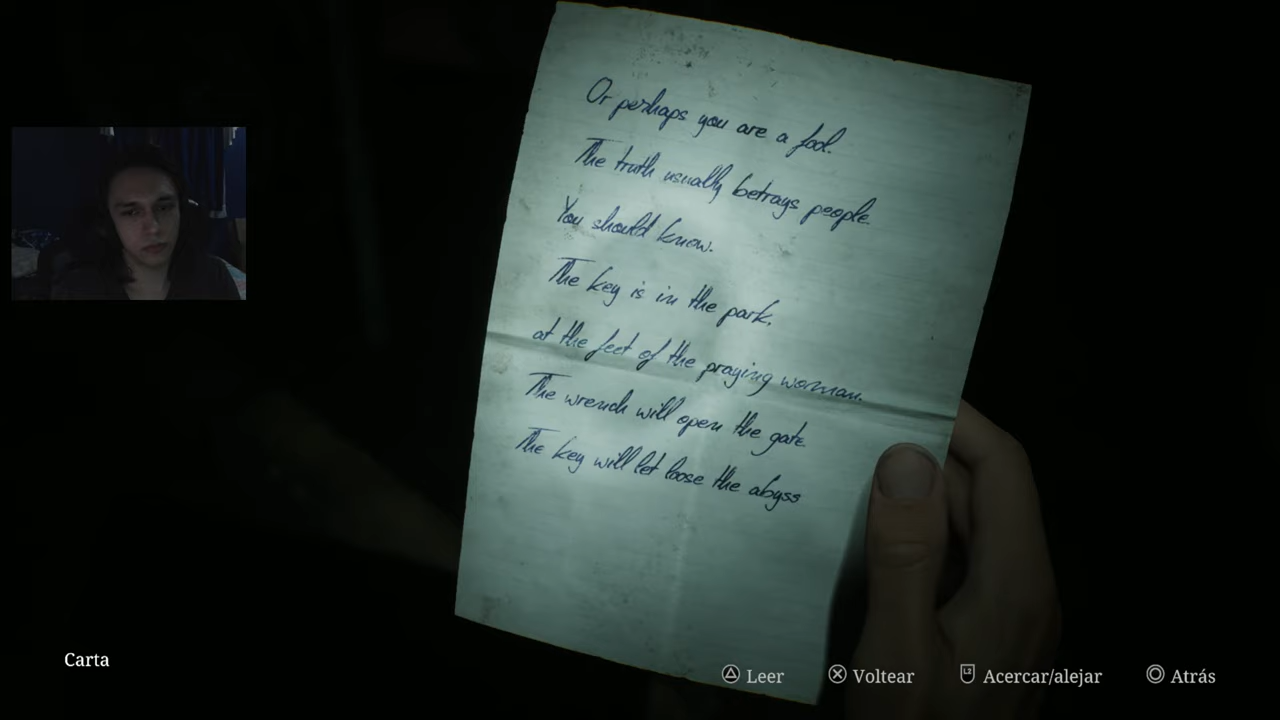 Or perhaps you are a fool.
The truth usually betrays people.
You should know.
The key is in the park,
at the feet of the praying woman.
The wrench will open the gate.
The key will let loose the abyss
Carta
Leer
Voltear
L2 Acercar/alejar
Atrás